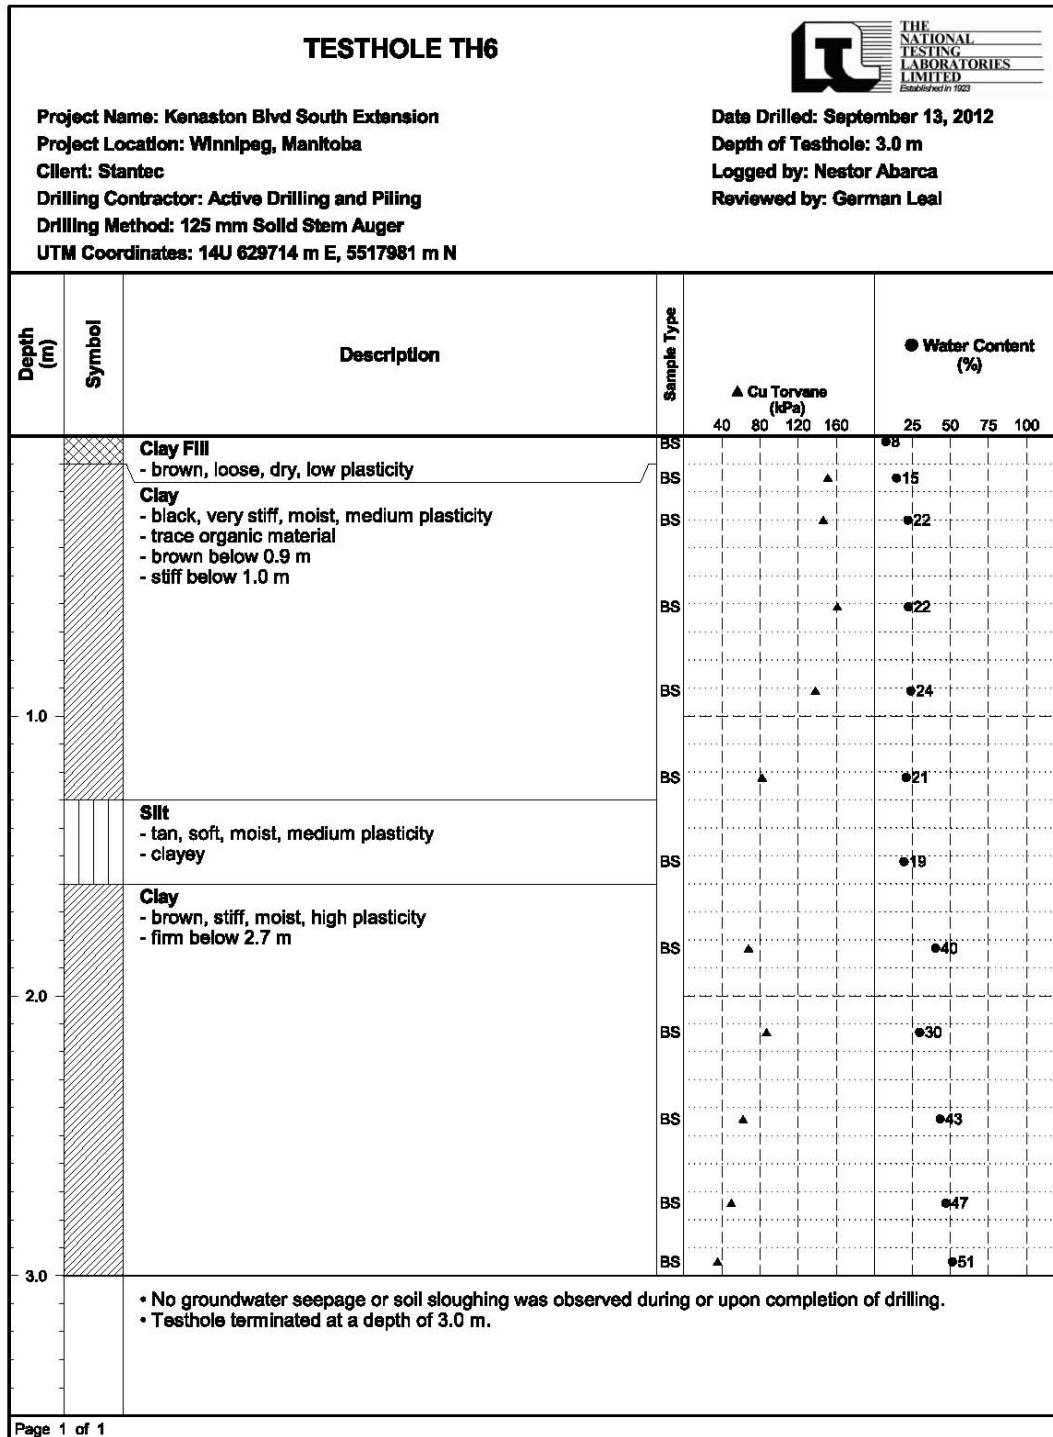 TESTHOLE TH6
THE
NATIONAL
TESTING
LABORATORIES
LIMITED
Established in 1923
Project Name: Kenaston Blvd South Extension
Project Location: Winnipeg, Manitoba
Client: Stantec
Drilling Contractor: Active Drilling and Piling
Drilling Method: 125 mm Solid Stem Auger
UTM Coordinates: 14U 629714 m E, 5517981 m N
Date Drilled: September 13, 2012
Depth of Testhole: 3.0 m
Logged by: Nestor Abarca
Reviewed by: German Leal
Depth
(m)
Symbol
Description
Sample Type
▲ Cu Torvane
(kPa)
40 80 120 160
● Water Content
(%)
25 50 75 100
Clay Fill
- brown, loose, dry, low plasticity
BS 8
BS 15
Clay
- black, very stiff, moist, medium plasticity
- trace organic material
- brown below 0.9 m
- stiff below 1.0 m
BS 22
BS 22
BS 24
1.0
BS 21
Silt
- tan, soft, moist, medium plasticity
- clayey
BS 19
Clay
- brown, stiff, moist, high plasticity
- firm below 2.7 m
BS 40
2.0
BS 30
BS 43
BS 47
BS 51
3.0
• No groundwater seepage or soil sloughing was observed during or upon completion of drilling.
• Testhole terminated at a depth of 3.0 m.
Page 1 of 1